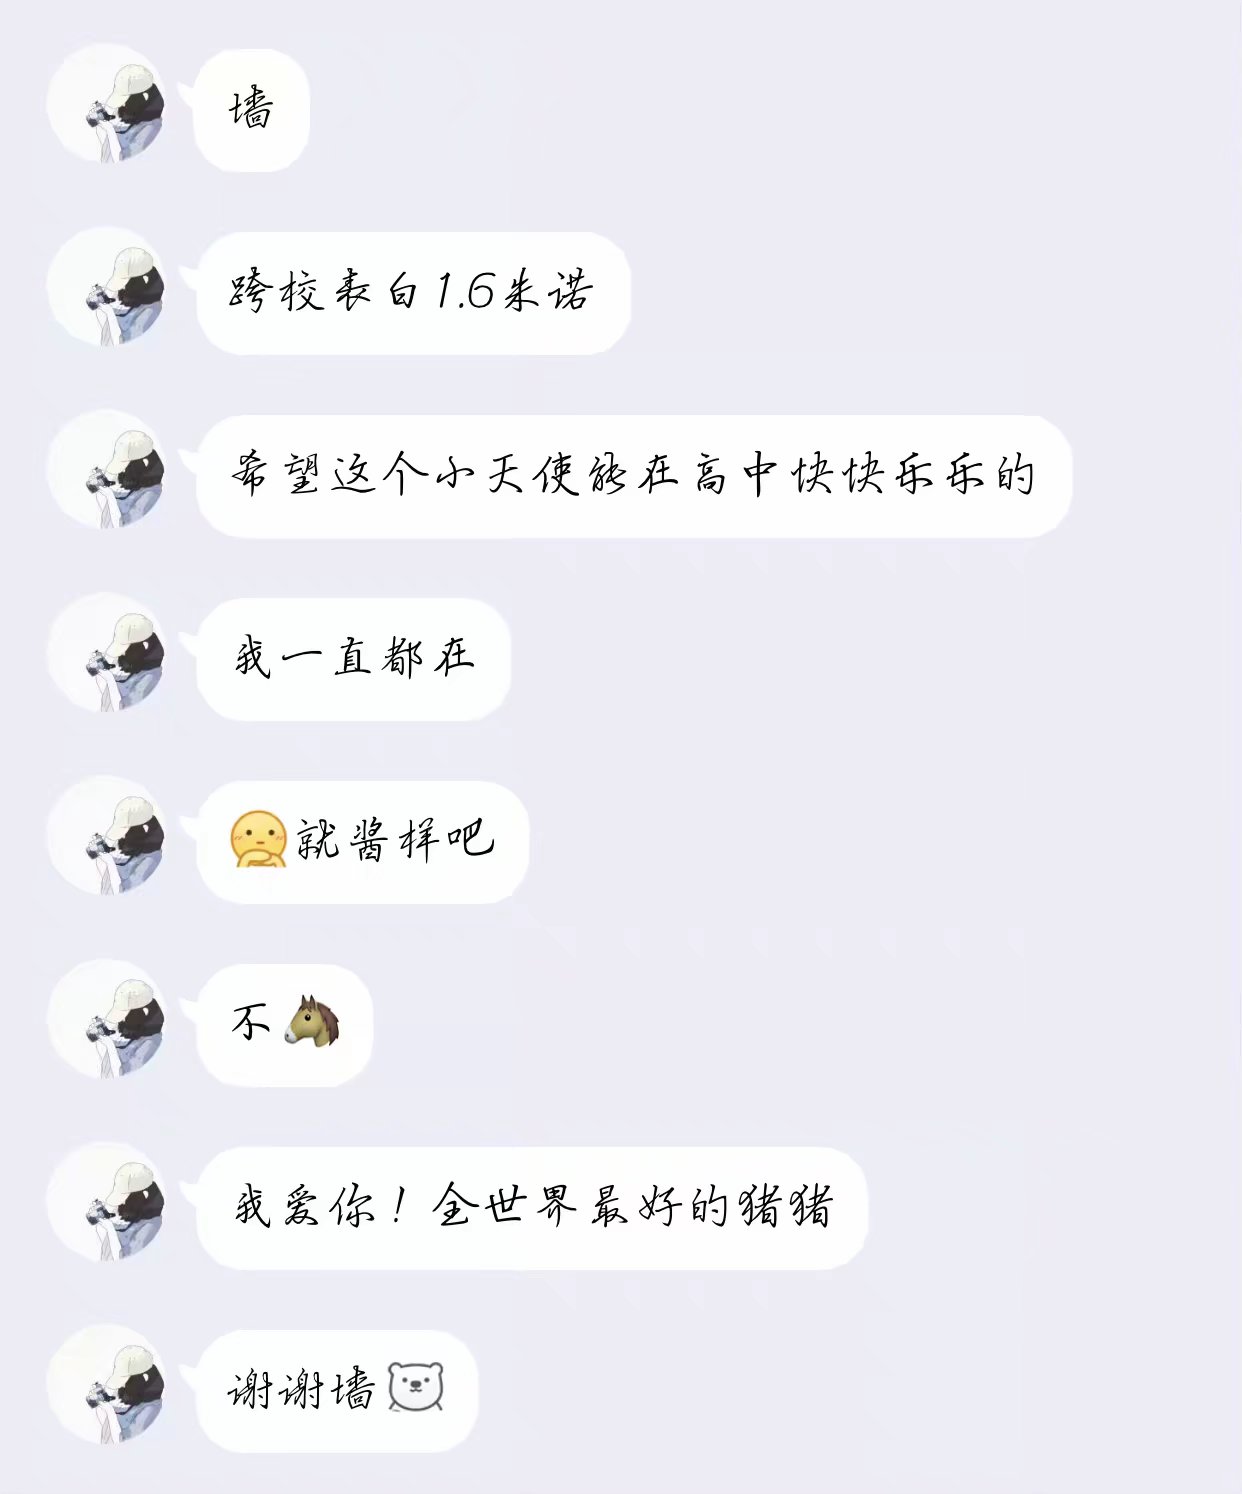 墙
跨校表白1.6朱诺
希望这个小天使能在高中快快乐乐的
我一直都在
就酱样吧
不🐴
我爱你！全世界最好的猪猪
谢谢墙